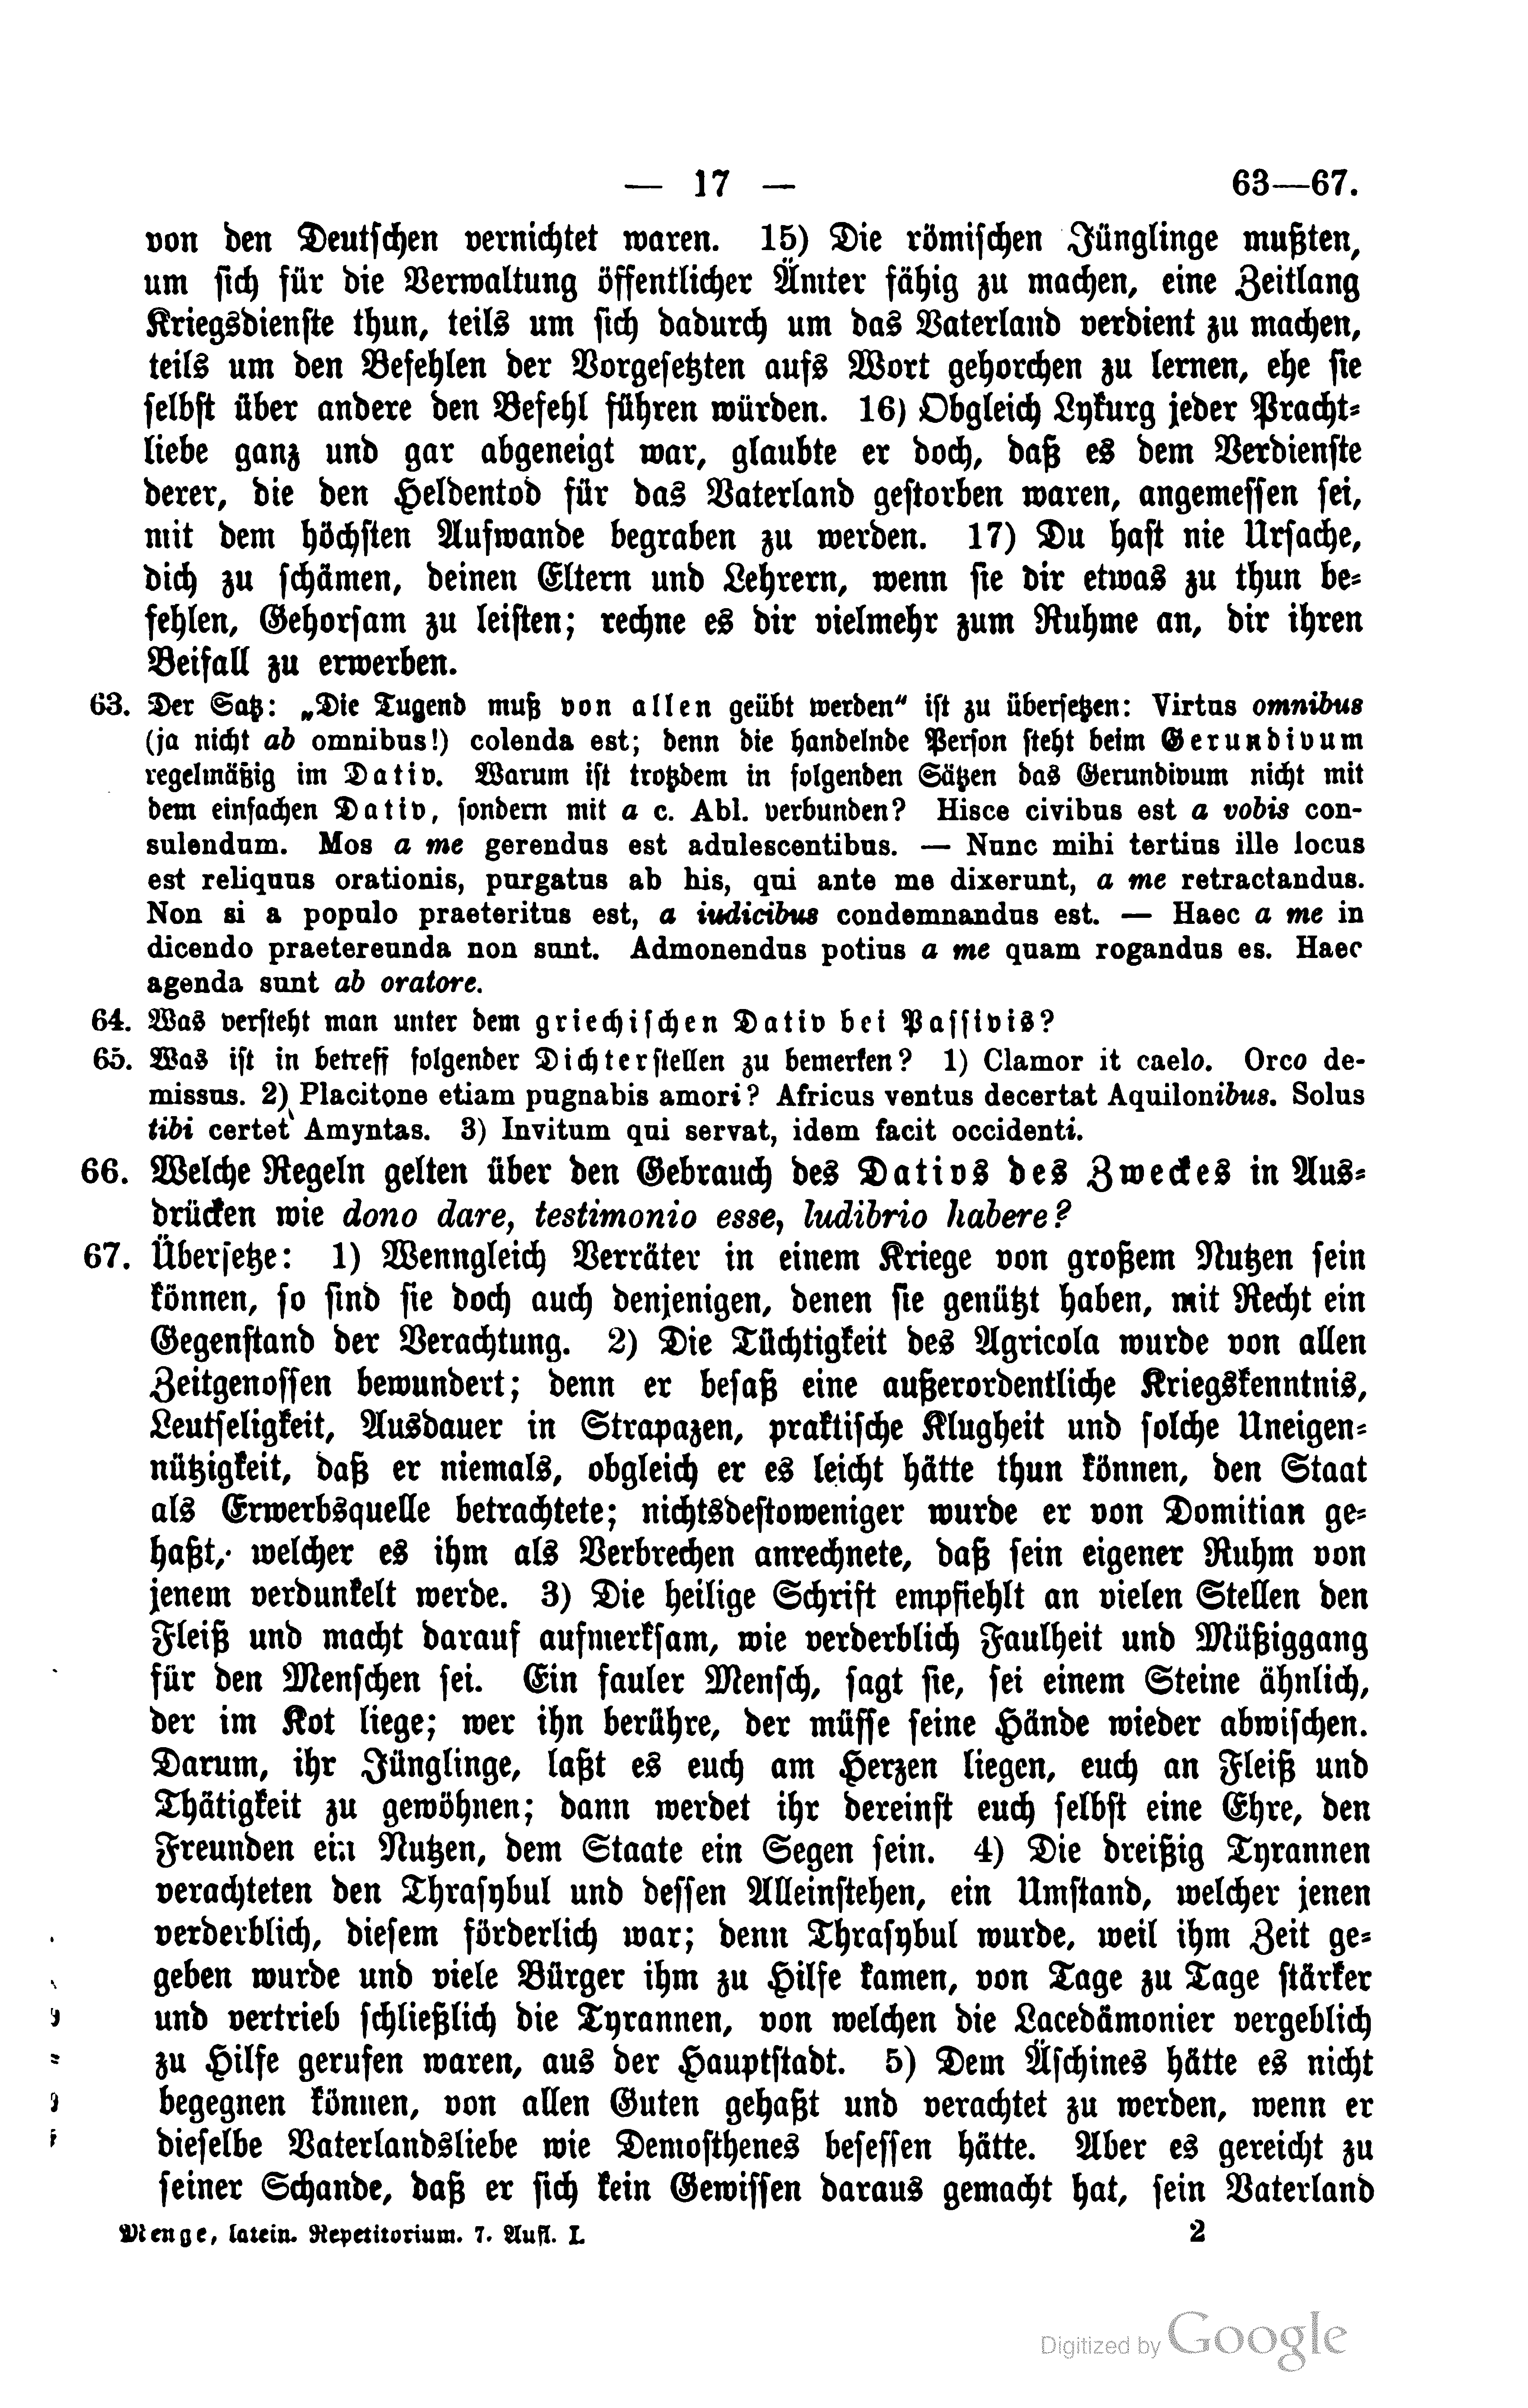 — 17 —
63—67.
von den Deutschen vernichtet waren. 15) Die römischen Jünglinge mußten,
um sich für die Verwaltung öffentlicher Ämter fähig zu machen, eine Zeitlang
Kriegsdienste thun, teils um sich dadurch um das Vaterland verdient zu machen,
teils um den Befehlen der Vorgesetzten aufs Wort gehorchen zu lernen, ehe sie
selbst über andere den Befehl führen würden. 16) Obgleich Lykurg jeder Pracht-
liebe ganz und gar abgeneigt war, glaubte er doch, daß es dem Verdienste
derer, die den Heldentod für das Vaterland gestorben waren, angemessen sei,
mit dem höchsten Aufwande begraben zu werden. 17) Du hast nie Ursache,
dich zu schämen, deinen Eltern und Lehrern, wenn sie dir etwas zu thun be-
fehlen, Gehorsam zu leisten; rechne es dir vielmehr zum Ruhme an, dir ihren
Beifall zu erwerben.
63. Der Satz: „Die Tugend muß von allen geübt werden“ ist zu übersetzen: Virtus omnibus
(ja nicht ab omnibus!) colenda est; denn die handelnde Person steht beim Gerundivum
regelmäßig im Dativ. Warum ist trotzdem in folgenden Sätzen das Gerundivum nicht mit
dem einfachen Dativ, sondern mit a c. Abl. verbunden? Hisce civibus est a vobis con-
sulendum. Mos a me gerendus est adulescentibus. — Nunc mihi tertius ille locus
est reliquus orationis, purgatus ab his, qui ante me dixerunt, a me retractandus.
Non si a populo praeteritus est, a iudicibus condemnandus est. — Haec a me in
dicendo praetereunda non sunt. Admonendus potius a me quam rogandus es. Haec
agenda sunt ab oratore.
64. Was versteht man unter dem griechischen Dativ bei Passivis?
65. Was ist in betreff folgender Dichterstellen zu bemerken? 1) Clamor it caelo. Orco de-
missus. 2) Placitone etiam pugnabis amori? Africus ventus decertat Aquilonibus. Solus
tibi certet Amyntas. 3) Invitum qui servat, idem facit occidenti.
66. Welche Regeln gelten über den Gebrauch des Dativs des Zweckes in Aus-
drücken wie dono dare, testimonio esse, ludibrio habere?
67. Übersetze: 1) Wenngleich Verräter in einem Kriege von großem Nutzen sein
können, so sind sie doch auch denjenigen, denen sie genützt haben, mit Recht ein
Gegenstand der Verachtung. 2) Die Tüchtigkeit des Agricola wurde von allen
Zeitgenossen bewundert; denn er besaß eine außerordentliche Kriegskenntnis,
Leutseligkeit, Ausdauer in Strapazen, praktische Klugheit und solche Uneigen-
nützigkeit, daß er niemals, obgleich er es leicht hätte thun können, den Staat
als Erwerbsquelle betrachtete; nichtsdestoweniger wurde er von Domitian ge-
haßt, welcher es ihm als Verbrechen anrechnete, daß sein eigener Ruhm von
jenem verdunkelt werde. 3) Die heilige Schrift empfiehlt an vielen Stellen den
Fleiß und macht darauf aufmerksam, wie verderblich Faulheit und Müßiggang
für den Menschen sei. Ein fauler Mensch, sagt sie, sei einem Steine ähnlich,
der im Kot liege; wer ihn berühre, der müsse seine Hände wieder abwischen.
Darum, ihr Jünglinge, laßt es euch am Herzen liegen, euch an Fleiß und
Thätigkeit zu gewöhnen; dann werdet ihr dereinst euch selbst eine Ehre, den
Freunden ein Nutzen, dem Staate ein Segen sein. 4) Die dreißig Tyrannen
verachteten den Thrasybul und dessen Alleinstehen, ein Umstand, welcher jenen
verderblich, diesem förderlich war; denn Thrasybul wurde, weil ihm Zeit ge-
geben wurde und viele Bürger ihm zu Hilfe kamen, von Tage zu Tage stärker
und vertrieb schließlich die Tyrannen, von welchen die Lacedämonier vergeblich
zu Hilfe gerufen waren, aus der Hauptstadt. 5) Dem Äschines hätte es nicht
begegnen können, von allen Guten gehaßt und verachtet zu werden, wenn er
dieselbe Vaterlandsliebe wie Demosthenes besessen hätte. Aber es gereicht zu
seiner Schande, daß er sich kein Gewissen daraus gemacht hat, sein Vaterland
Menge, latein. Repetitorium. 7. Aufl. I.
2
Digitized by Google